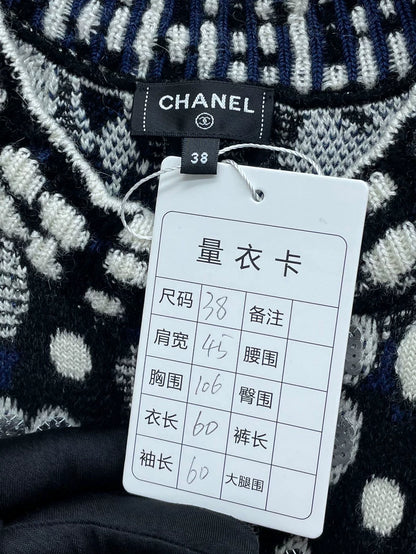 CHANEL
38
量衣卡
尺码 38 备注
肩宽 45 腰围
胸围 106 臀围
衣长 60 裤长
袖长 60 大腿围